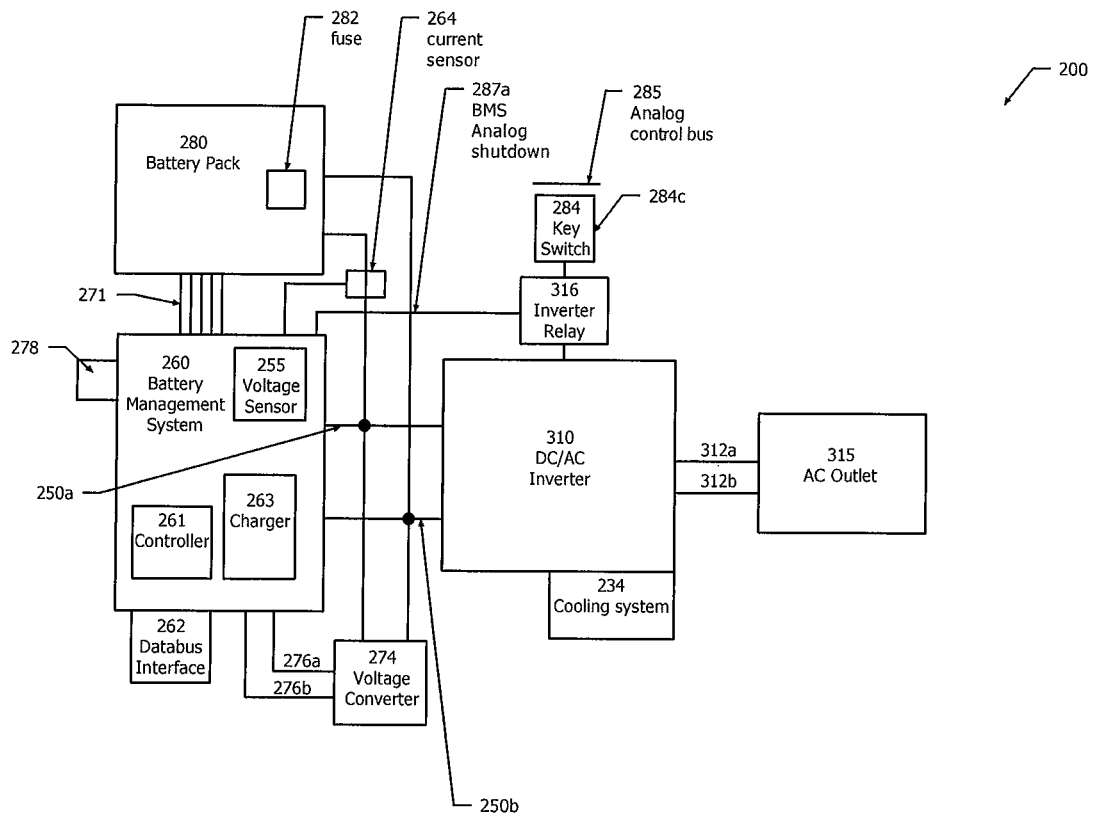 282
fuse
264
current
sensor
287a
BMS
Analog
shutdown
285
Analog
control bus
200
280
Battery Pack
284
Key
Switch
284c
271
316
Inverter
Relay
278
260
Battery
Management
System
255
Voltage
Sensor
310
DC/AC
Inverter
312a
312b
315
AC Outlet
250a
261
Controller
263
Charger
234
Cooling system
262
Databus
Interface
276a
276b
274
Voltage
Converter
250b